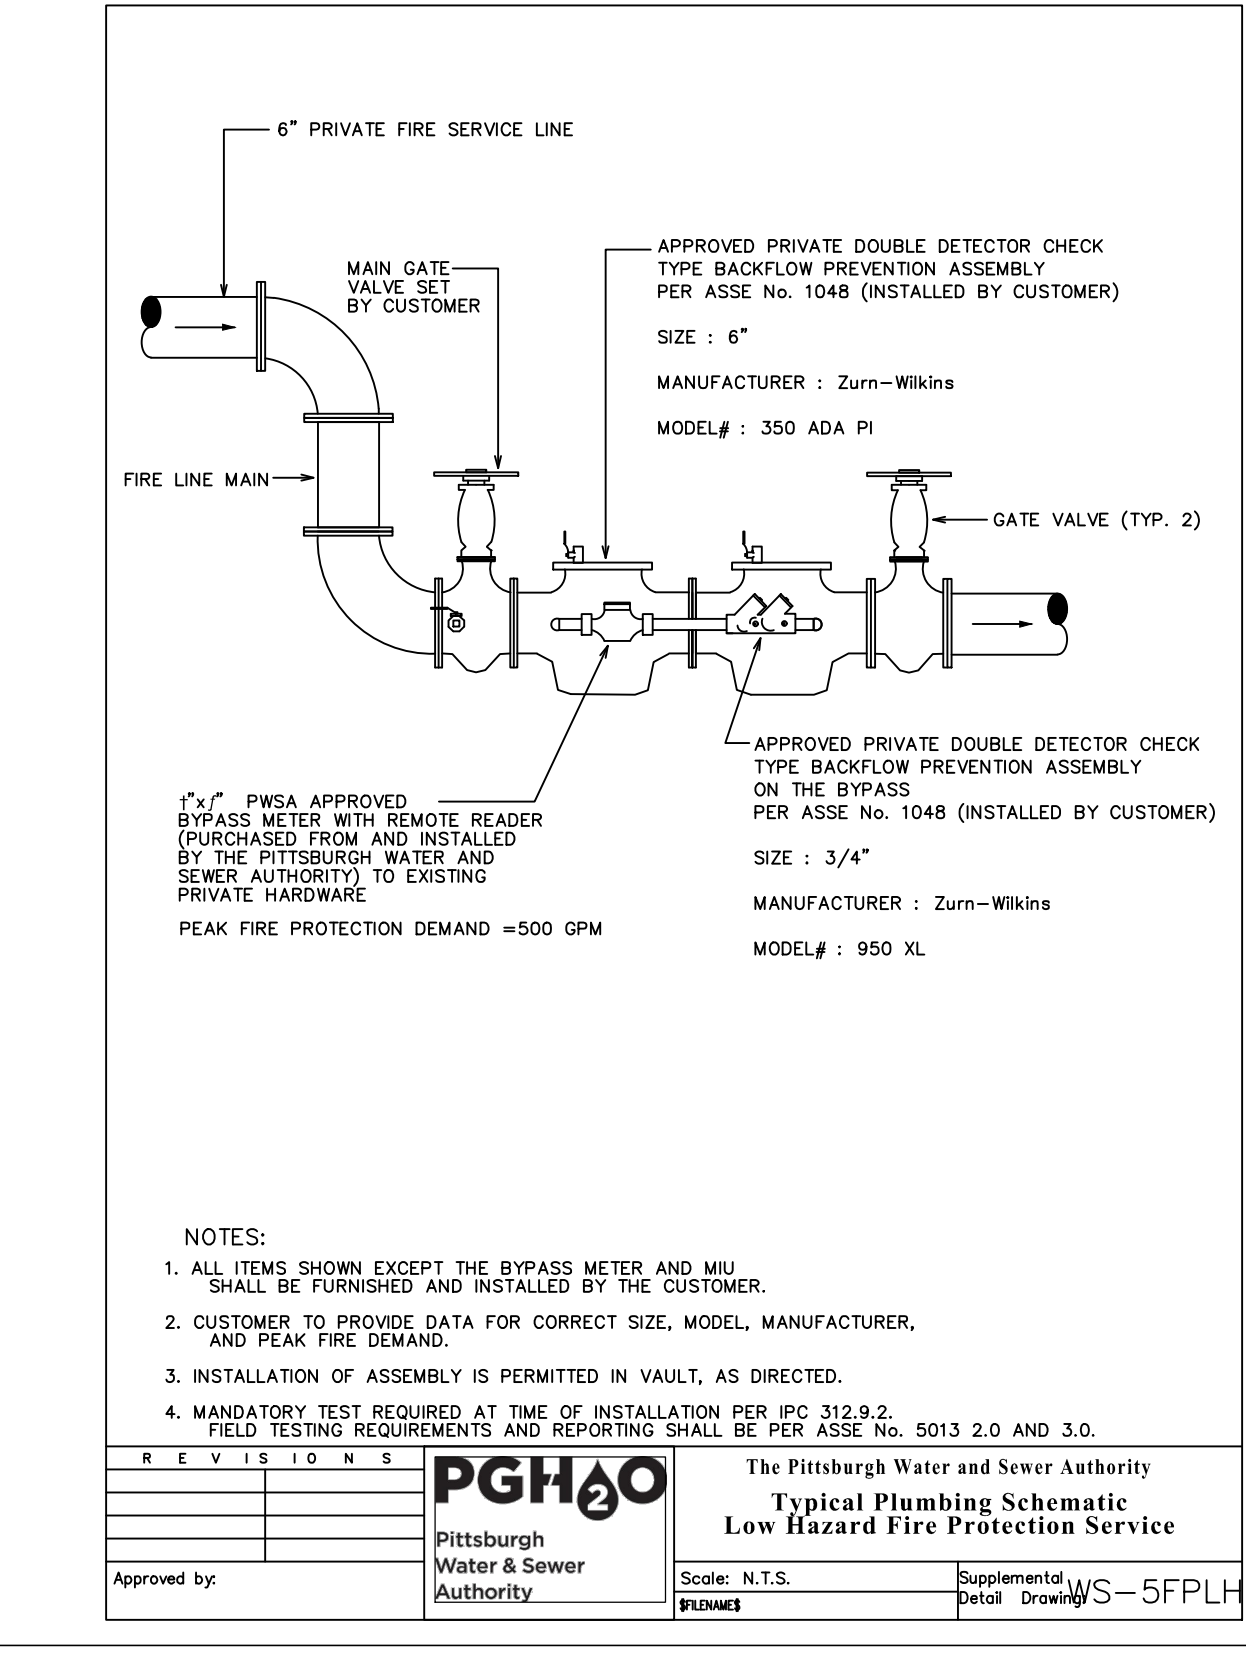 6" PRIVATE FIRE SERVICE LINE
APPROVED PRIVATE DOUBLE DETECTOR CHECK
TYPE BACKFLOW PREVENTION ASSEMBLY
PER ASSE No. 1048 (INSTALLED BY CUSTOMER)
SIZE : 6"
MANUFACTURER : Zurn-Wilkins
MODEL# : 350 ADA PI
MAIN GATE
VALVE SET
BY CUSTOMER
FIRE LINE MAIN
GATE VALVE (TYP. 2)
APPROVED PRIVATE DOUBLE DETECTOR CHECK
TYPE BACKFLOW PREVENTION ASSEMBLY
ON THE BYPASS
PER ASSE No. 1048 (INSTALLED BY CUSTOMER)
SIZE : 3/4"
MANUFACTURER : Zurn-Wilkins
MODEL# : 950 XL
†"xƒ" PWSA APPROVED
BYPASS METER WITH REMOTE READER
(PURCHASED FROM AND INSTALLED
BY THE PITTSBURGH WATER AND
SEWER AUTHORITY) TO EXISTING
PRIVATE HARDWARE
PEAK FIRE PROTECTION DEMAND =500 GPM
NOTES:
1. ALL ITEMS SHOWN EXCEPT THE BYPASS METER AND MIU
SHALL BE FURNISHED AND INSTALLED BY THE CUSTOMER.
2. CUSTOMER TO PROVIDE DATA FOR CORRECT SIZE, MODEL, MANUFACTURER,
AND PEAK FIRE DEMAND.
3. INSTALLATION OF ASSEMBLY IS PERMITTED IN VAULT, AS DIRECTED.
4. MANDATORY TEST REQUIRED AT TIME OF INSTALLATION PER IPC 312.9.2.
FIELD TESTING REQUIREMENTS AND REPORTING SHALL BE PER ASSE No. 5013 2.0 AND 3.0.
REVISIONS
Approved by:
PGH2O
Pittsburgh
Water & Sewer
Authority
The Pittsburgh Water and Sewer Authority
Typical Plumbing Schematic
Low Hazard Fire Protection Service
Scale: N.T.S.
$FILENAME$
Supplemental
Detail Drawing: WS-5FPLH